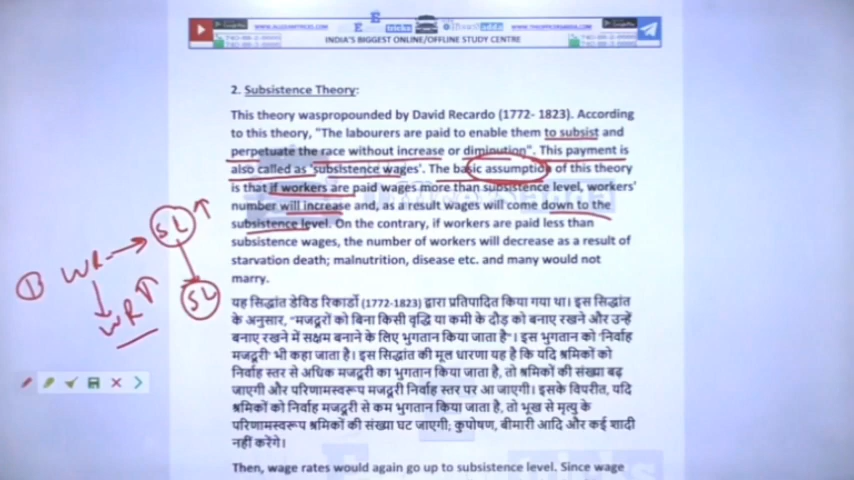 INDIA'S BIGGEST ONLINE/OFFLINE STUDY CENTRE
2. Subsistence Theory:
This theory waspropounded by David Recardo (1772- 1823). According
to this theory, "The labourers are paid to enable them to subsist and
perpetuate the race without increase or diminution". This payment is
also called as 'subsistence wages'. The basic assumption of this theory
is that if workers are paid wages more than subsistence level, workers'
number will increase and, as a result wages will come down to the
subsistence level. On the contrary, if workers are paid less than
subsistence wages, the number of workers will decrease as a result of
starvation death; malnutrition, disease etc. and many would not
marry.
1 WR SL
SL
WR
यह सिद्धांत डेविड रिकार्डो (1772-1823) द्वारा प्रतिपादित किया गया था। इस सिद्धांत
के अनुसार, "मजदूरों को बिना किसी वृद्धि या कमी के दौड़ को बनाए रखने और उन्हें
बनाए रखने में सक्षम बनाने के लिए भुगतान किया जाता है"। इस भुगतान को 'निर्वाह
मजदूरी' भी कहा जाता है। इस सिद्धांत की मूल धारणा यह है कि यदि श्रमिकों को
निर्वाह स्तर से अधिक मजदूरी का भुगतान किया जाता है, तो श्रमिकों की संख्या बढ़
जाएगी और परिणामस्वरूप मजदूरी निर्वाह स्तर पर आ जाएगी। इसके विपरीत, यदि
श्रमिकों को निर्वाह मजदूरी से कम भुगतान किया जाता है, तो भूख से मृत्यु के
परिणामस्वरूप श्रमिकों की संख्या घट जाएगी; कुपोषण, बीमारी आदि और कई शादी
नहीं करेंगे।
Then, wage rates would again go up to subsistence level. Since wage